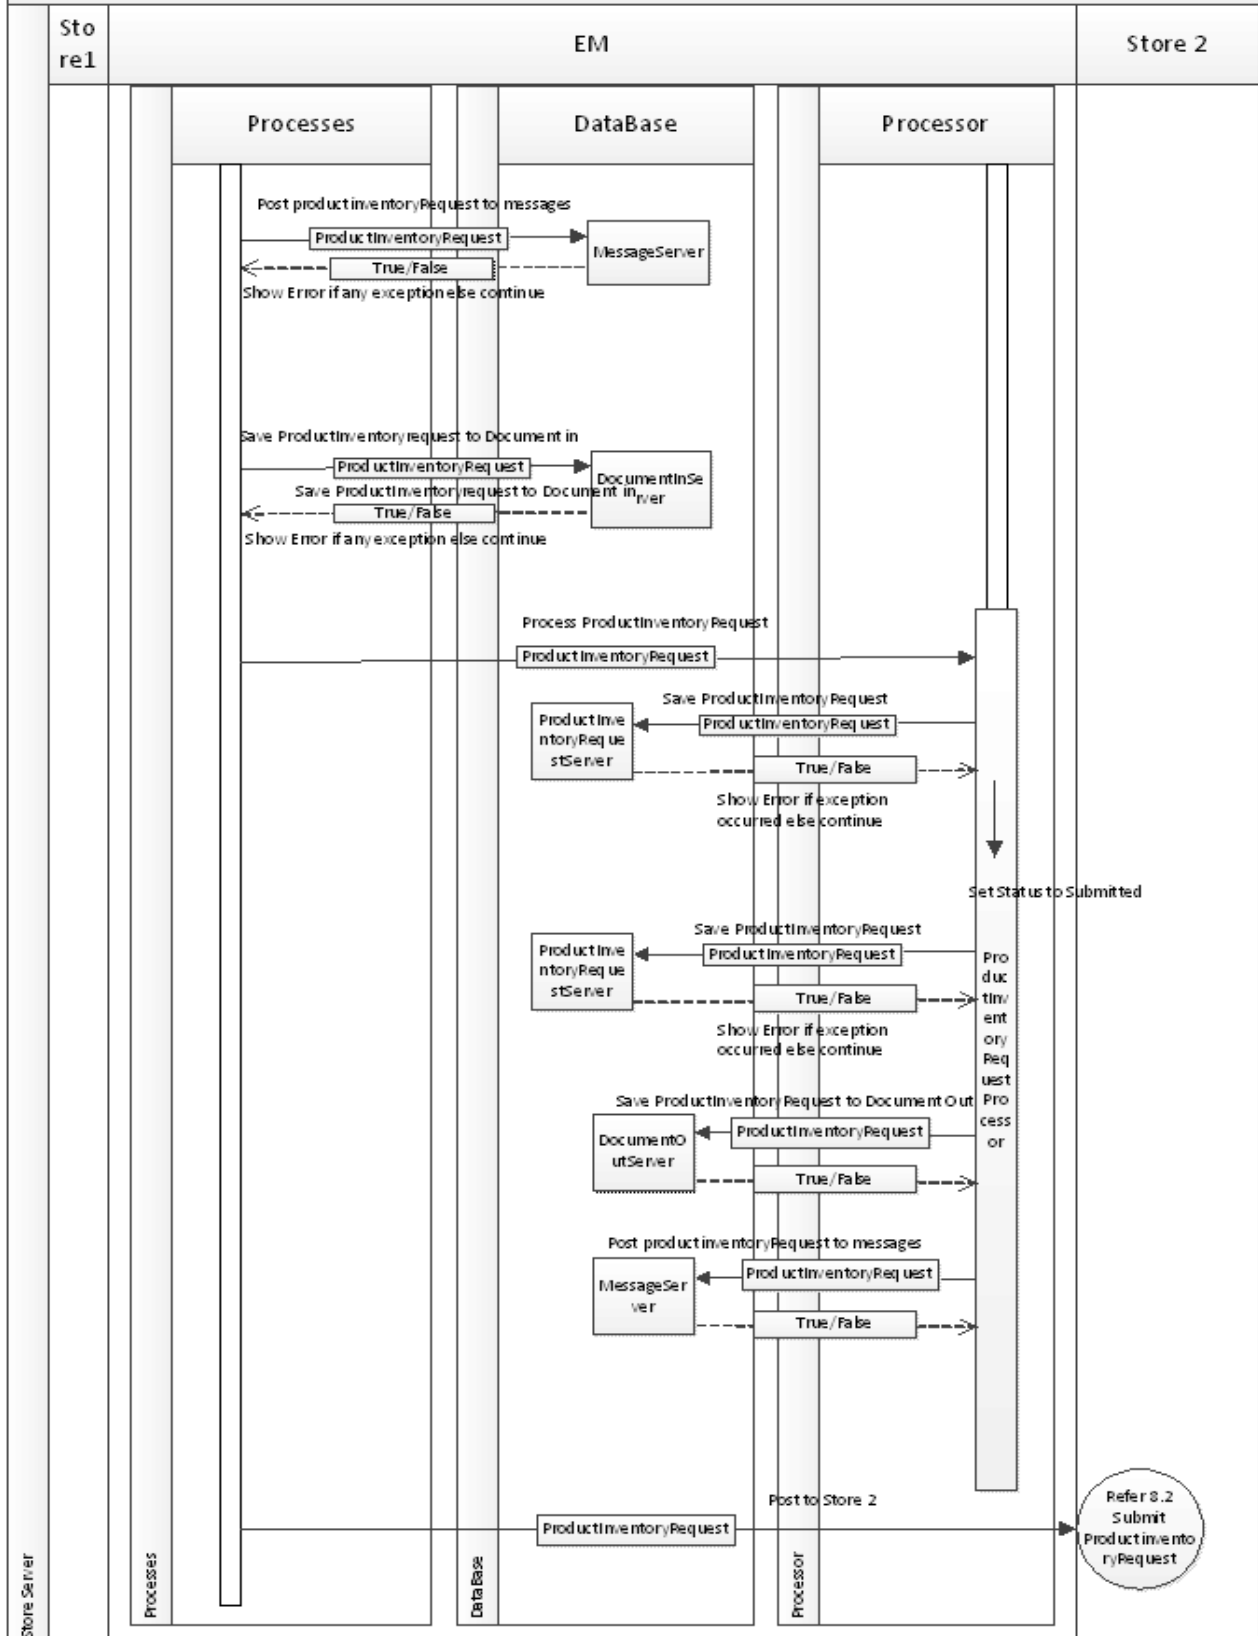 Sto
re1
EM
Store 2
Processes
DataBase
Processor
Post productinventoryRequest to messages
ProductInventoryRequest
MessageServer
True/False
Show Error if any exception else continue
Save ProductInventoryrequest to Document in
ProductInventoryRequest
DocumentInSe
rver
Save ProductInventoryrequest to Document in
True/False
Show Error if any exception else continue
Process ProductInventoryRequest
ProductInventoryRequest
Save ProductInventoryRequest
ProductInve
ntoryReque
stServer
ProductInventoryRequest
True/False
Show Error if exception
occurred else continue
Set Status to Submitted
Save ProductInventoryRequest
ProductInve
ntoryReque
stServer
ProductInventoryRequest
True/False
Show Error if exception
occurred else continue
Pro
duc
tInv
ent
ory
Req
uest
Pro
cess
or
Save ProductInventoryRequest to Document Out
DocumentO
utServer
ProductInventoryRequest
True/False
Post productinventoryRequest to messages
MessageSer
ver
ProductInventoryRequest
True/False
Post to Store 2
ProductInventoryRequest
Refer 8.2
Submit
Productinvento
ryRequest
Store Server
Processes
DataBase
Processor